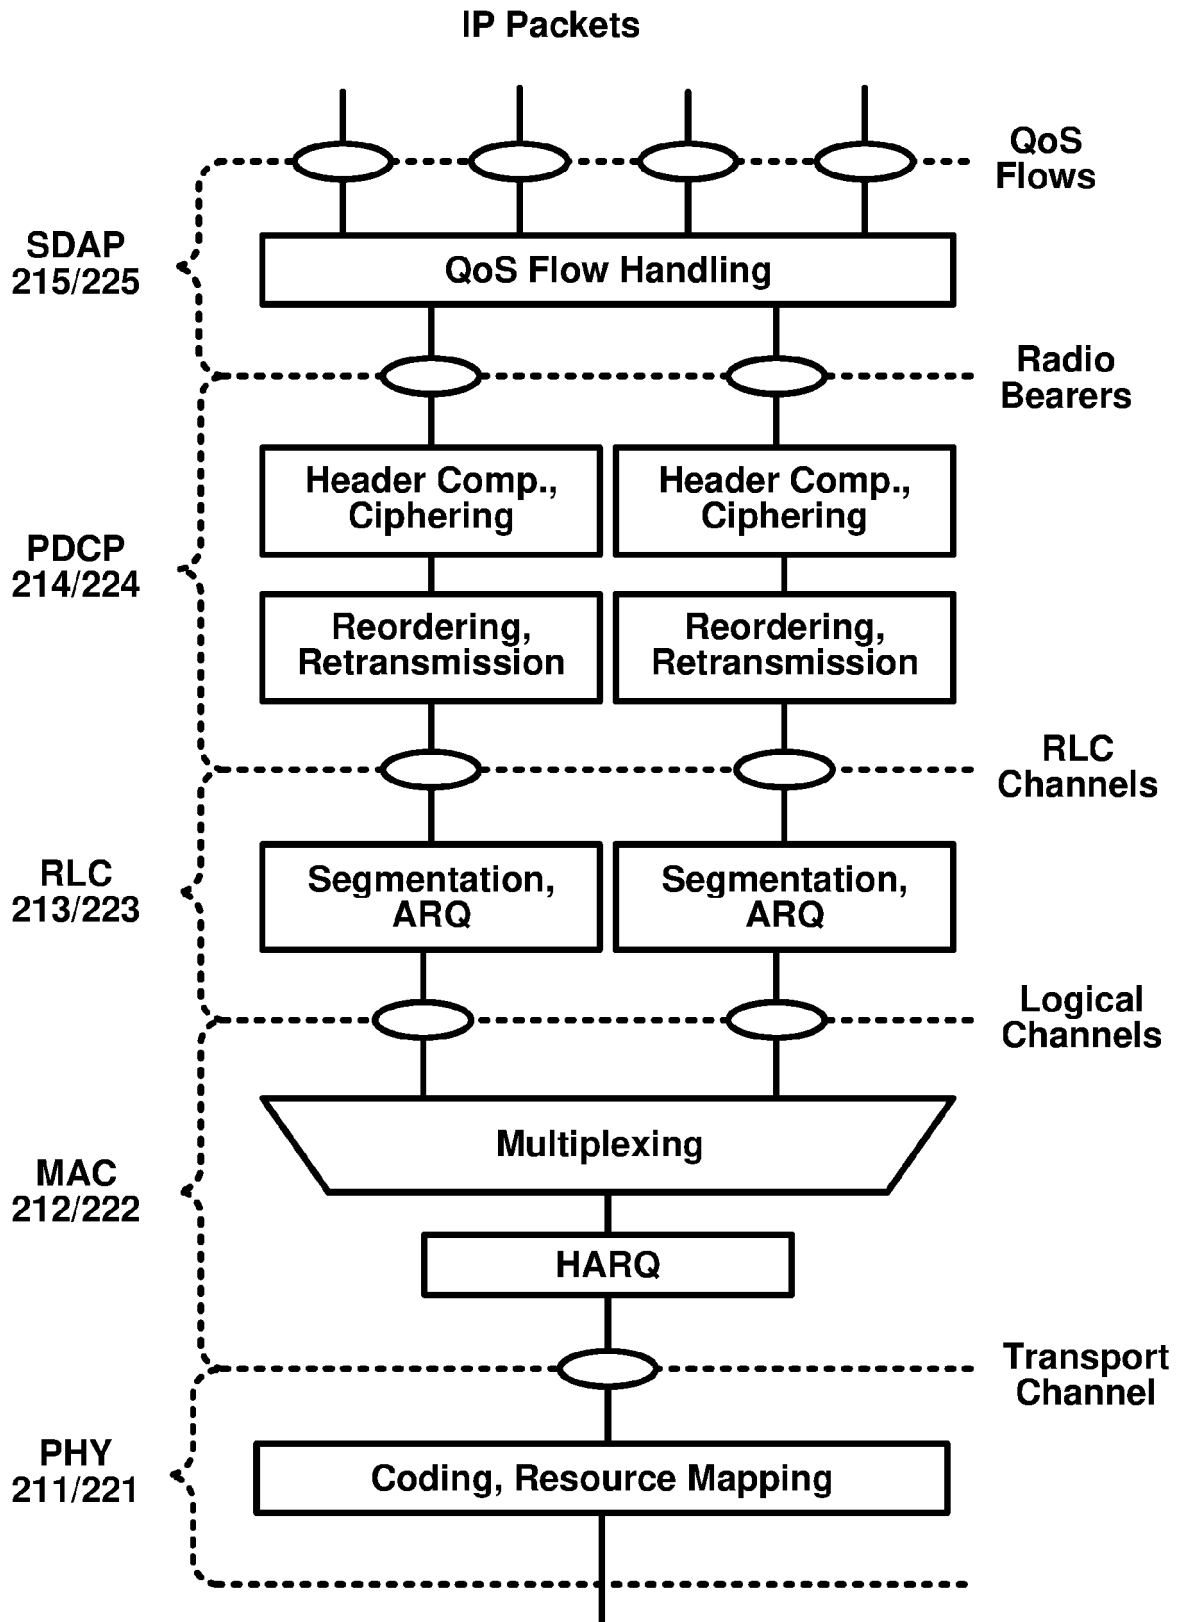 IP Packets
QoS
Flows
SDAP
215/225
QoS Flow Handling
Radio
Bearers
Header Comp.,
Ciphering
Header Comp.,
Ciphering
PDCP
214/224
Reordering,
Retransmission
Reordering,
Retransmission
RLC
Channels
RLC
213/223
Segmentation,
ARQ
Segmentation,
ARQ
Logical
Channels
Multiplexing
MAC
212/222
HARQ
Transport
Channel
PHY
211/221
Coding, Resource Mapping